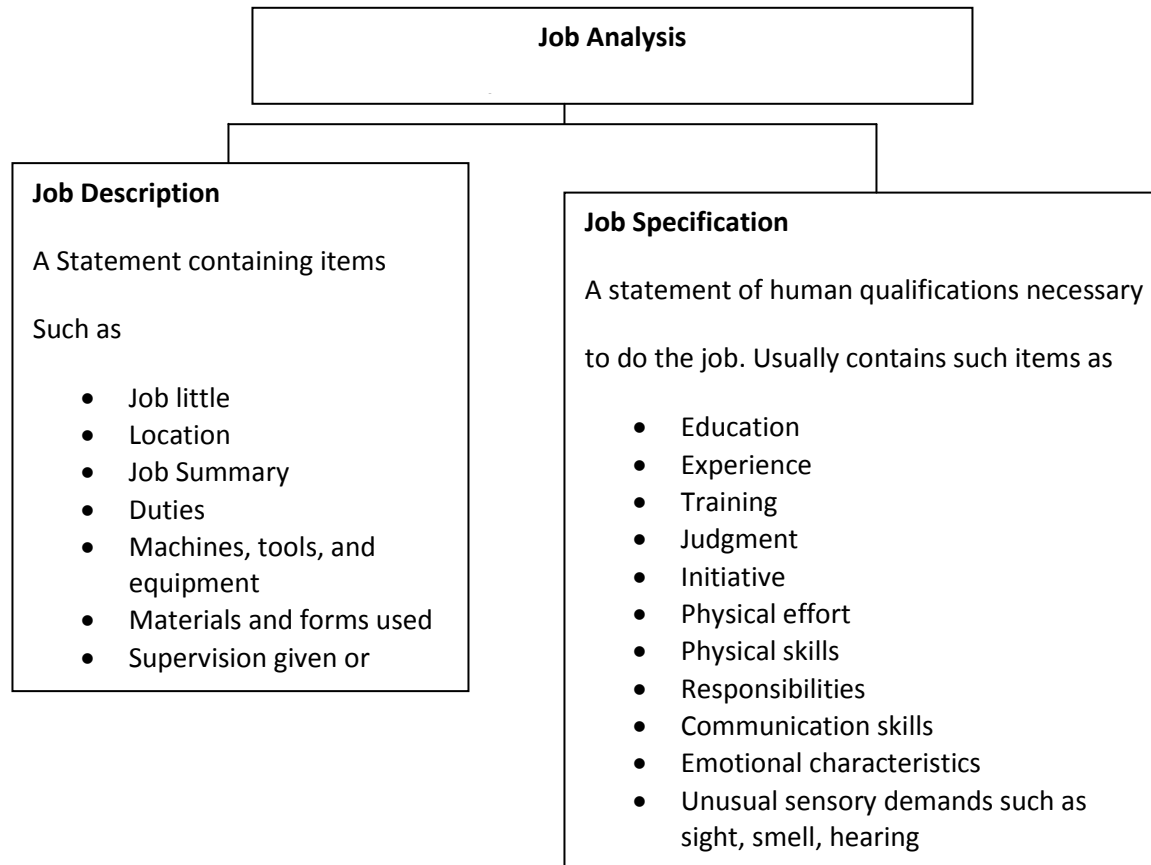 Job Analysis
Job Description
A Statement containing items
Such as
• Job little
• Location
• Job Summary
• Duties
• Machines, tools, and
equipment
• Materials and forms used
• Supervision given or
Job Specification
A statement of human qualifications necessary
to do the job. Usually contains such items as
• Education
• Experience
• Training
• Judgment
• Initiative
• Physical effort
• Physical skills
• Responsibilities
• Communication skills
• Emotional characteristics
• Unusual sensory demands such as
sight, smell, hearing